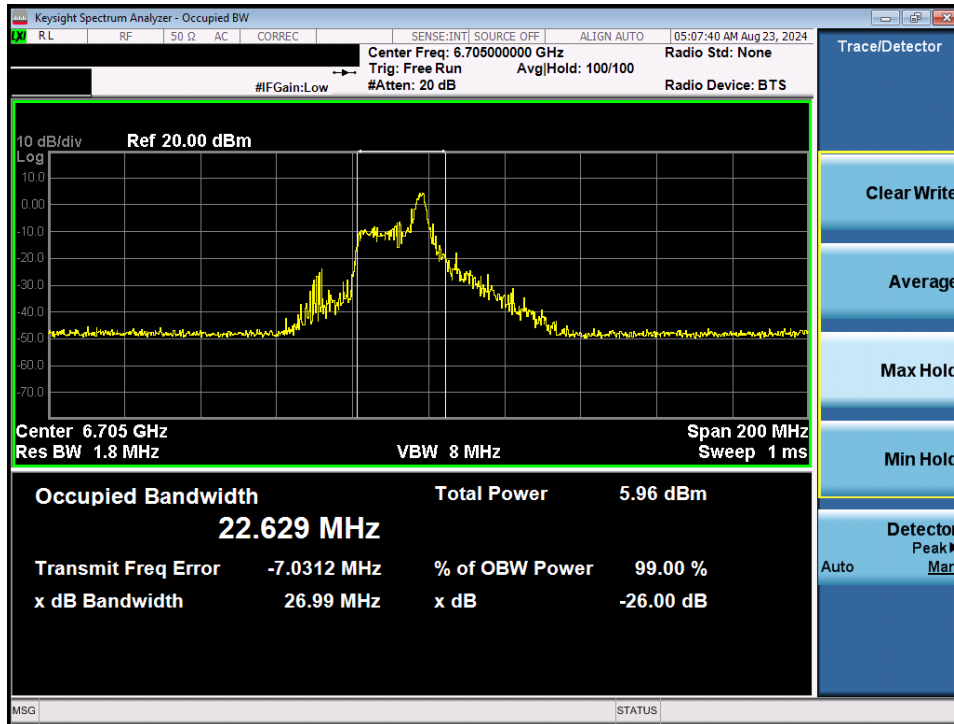 Keysight Spectrum Analyzer - Occupied BW
LXI RL RF 50 Ω AC CORREC SENSE:INT SOURCE OFF ALIGN AUTO 05:07:40 AM Aug 23, 2024
Center Freq: 6.705000000 GHz Radio Std: None
Trig: Free Run Avg|Hold: 100/100
#IFGain:Low #Atten: 20 dB Radio Device: BTS
Trace/Detector
10 dB/div Ref 20.00 dBm
Log
10.0
0.00
-10.0
-20.0
-30.0
-40.0
-50.0
-60.0
-70.0
Center 6.705 GHz Span 200 MHz
Res BW 1.8 MHz VBW 8 MHz Sweep 1 ms
Occupied Bandwidth Total Power 5.96 dBm
22.629 MHz
Transmit Freq Error -7.0312 MHz % of OBW Power 99.00 %
x dB Bandwidth 26.99 MHz x dB -26.00 dB
Clear Write
Average
Max Hold
Min Hold
Detector
Peak
Auto Man
MSG STATUS